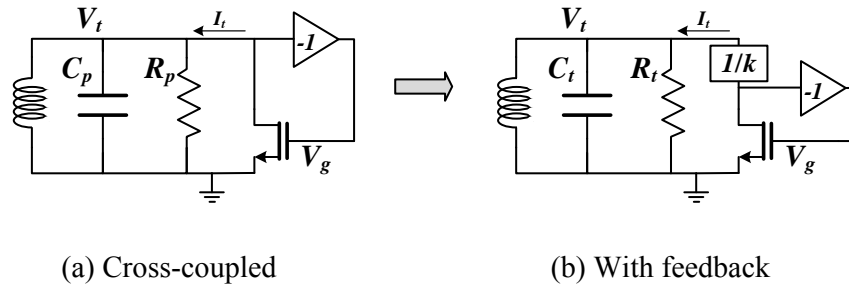 V_t I_t
-1
C_p R_p
V_g
(a) Cross-coupled
V_t I_t
1/k
C_t R_t -1
V_g
(b) With feedback